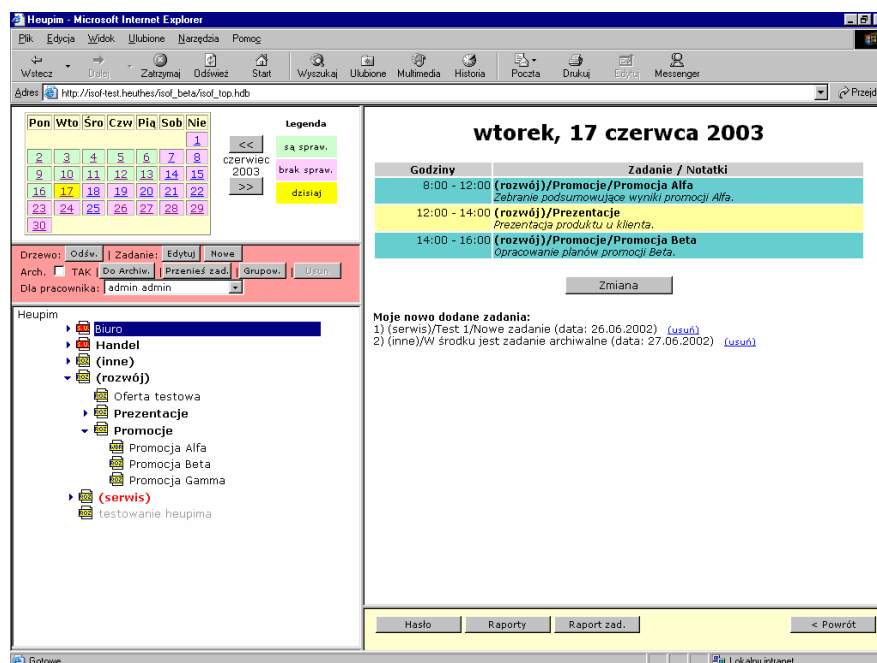 Heupim - Microsoft Internet Explorer
Plik Edycja Widok Ulubione Narzędzia Pomoc
Wstecz Dalej Zatrzymaj Odśwież Start Wyszukaj Ulubione Multimedia Historia Poczta Drukuj Edytuj Messenger
Adres http://isof-test.heuthes/isof_beta/isof_top.hdb Przejd
Pon Wto Śro Czw Pią Sob Nie
1
2 3 4 5 6 7 8
9 10 11 12 13 14 15
16 17 18 19 20 21 22
23 24 25 26 27 28 29
30
<<
czerwiec
2003
>>
Legenda
są spraw.
brak spraw.
dzisiaj
Drzewo: Odśw. | Zadanie: Edytuj Nowe
Arch. TAK | Do Archiw. | Przenieś zad. | Grupow. | Usuń
Dla pracownika: admin admin
Heupim
Biuro
Handel
(inne)
(rozwój)
Oferta testowa
Prezentacje
Promocje
Promocja Alfa
Promocja Beta
Promocja Gamma
(serwis)
testowanie heupima
wtorek, 17 czerwca 2003
Godziny Zadanie / Notatki
8:00 - 12:00 (rozwój)/Promocje/Promocja Alfa
Zebranie podsumowujące wyniki promocji Alfa.
12:00 - 14:00 (rozwój)/Prezentacje
Prezentacja produktu u klienta.
14:00 - 16:00 (rozwój)/Promocje/Promocja Beta
Opracowanie planów promocji Beta.
Zmiana
Moje nowo dodane zadania:
1) (serwis)/Test 1/Nowe zadanie (data: 26.06.2002) (usuń)
2) (inne)/W środku jest zadanie archiwalne (data: 27.06.2002) (usuń)
Hasło Raporty Raport zad. < Powrót
Gotowe Lokalny intranet